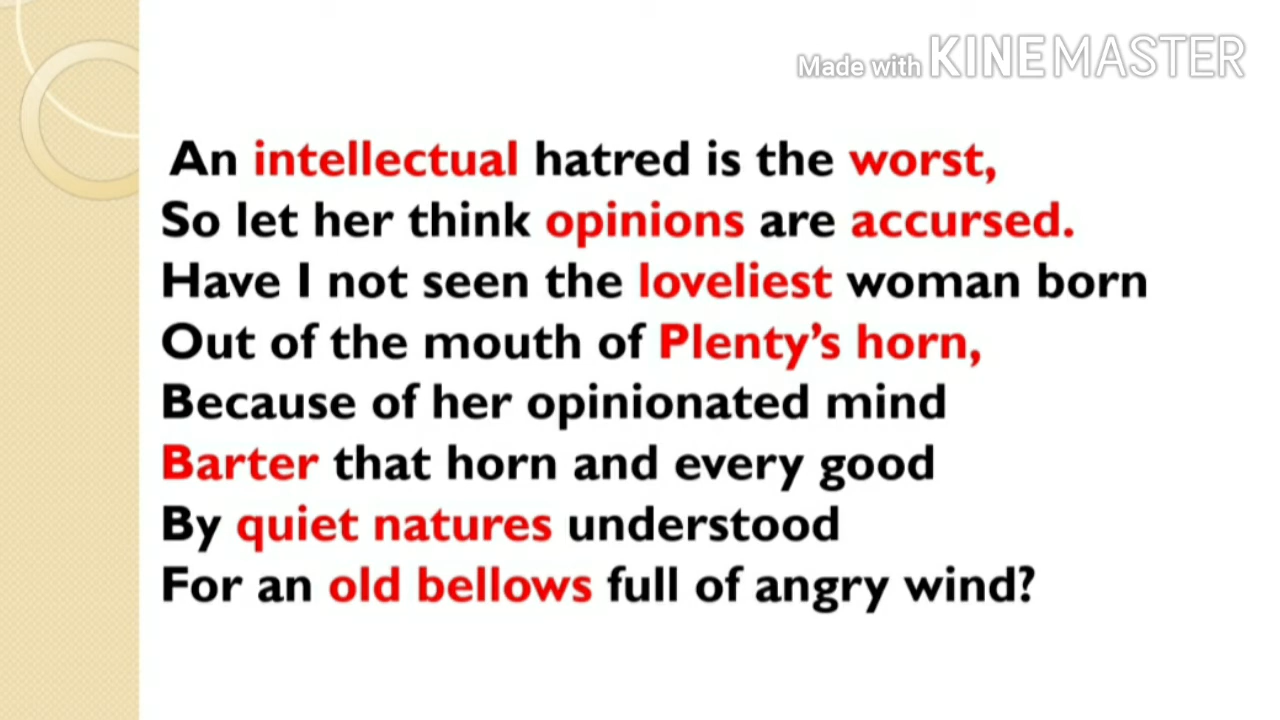 Made with KINEMASTER
An intellectual hatred is the worst,
So let her think opinions are accursed.
Have I not seen the loveliest woman born
Out of the mouth of Plenty’s horn,
Because of her opinionated mind
Barter that horn and every good
By quiet natures understood
For an old bellows full of angry wind?